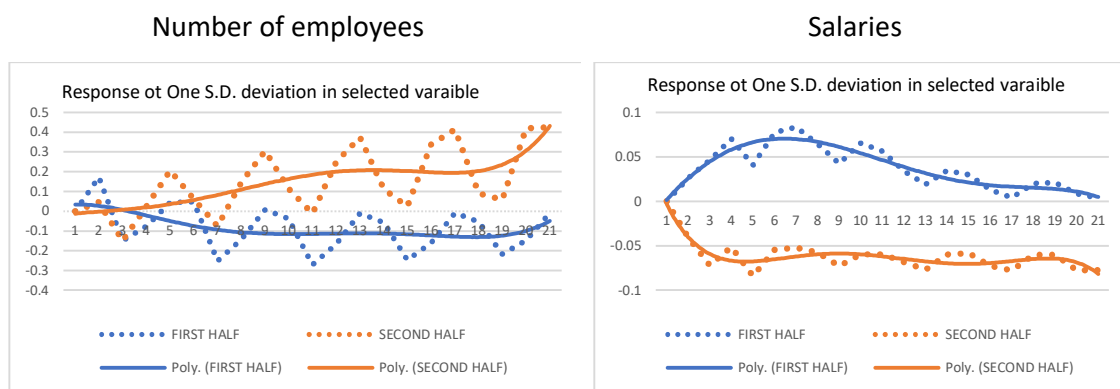 Number of employees
Response ot One S.D. deviation in selected varaible
0.5
0.4
0.3
0.2
0.1
0
-0.1
-0.2
-0.3
-0.4
1 2 3 4 5 6 7 8 9 10 11 12 13 14 15 16 17 18 19 20 21
FIRST HALF SECOND HALF
Poly. (FIRST HALF) Poly. (SECOND HALF)
Salaries
Response ot One S.D. deviation in selected varaible
0.1
0.05
0
-0.05
-0.1
1 2 3 4 5 6 7 8 9 10 11 12 13 14 15 16 17 18 19 20 21
FIRST HALF SECOND HALF
Poly. (FIRST HALF) Poly. (SECOND HALF)